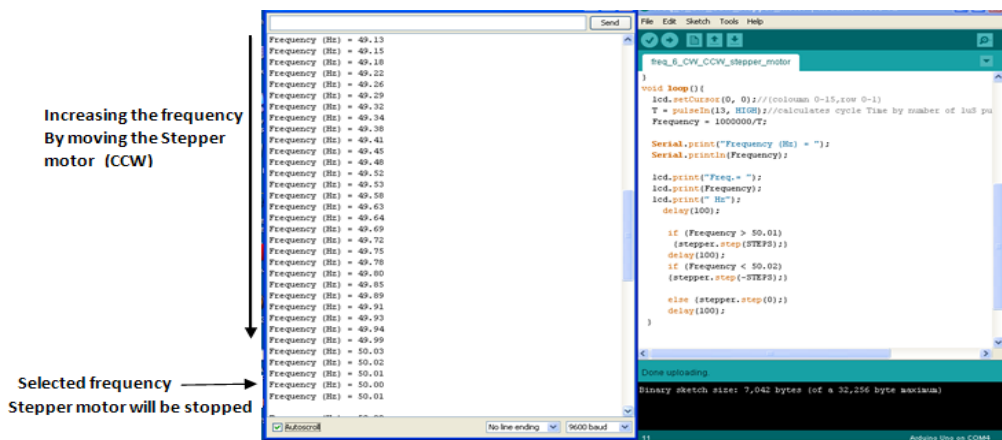 Increasing the frequency
By moving the Stepper
motor (CCW)
Selected frequency
Stepper motor will be stopped
Send
Frequency (Hz) = 49.13
Frequency (Hz) = 49.15
Frequency (Hz) = 49.18
Frequency (Hz) = 49.22
Frequency (Hz) = 49.26
Frequency (Hz) = 49.29
Frequency (Hz) = 49.32
Frequency (Hz) = 49.34
Frequency (Hz) = 49.38
Frequency (Hz) = 49.41
Frequency (Hz) = 49.45
Frequency (Hz) = 49.48
Frequency (Hz) = 49.52
Frequency (Hz) = 49.53
Frequency (Hz) = 49.58
Frequency (Hz) = 49.63
Frequency (Hz) = 49.64
Frequency (Hz) = 49.69
Frequency (Hz) = 49.72
Frequency (Hz) = 49.75
Frequency (Hz) = 49.78
Frequency (Hz) = 49.80
Frequency (Hz) = 49.85
Frequency (Hz) = 49.89
Frequency (Hz) = 49.91
Frequency (Hz) = 49.93
Frequency (Hz) = 49.94
Frequency (Hz) = 49.99
Frequency (Hz) = 50.03
Frequency (Hz) = 50.02
Frequency (Hz) = 50.01
Frequency (Hz) = 50.00
Frequency (Hz) = 50.01
Autoscroll
No line ending
9600 baud
File Edit Sketch Tools Help
freq_6_CW_CCW_stepper_motor
}
void loop(){
lcd.setCursor(0, 0);//(coloumn 0-15,row 0-1)
T = pulseIn(13, HIGH);//calculates cycle Time by number of 1uS pu
Frequency = 1000000/T;
Serial.print("Frequency (Hz) = ");
Serial.println(Frequency);
lcd.print("Freq.= ");
lcd.print(Frequency);
lcd.print(" Hz");
delay(100);
if (Frequency > 50.01)
{stepper.step(STEPS);}
delay(100);
if (Frequency < 50.02)
{stepper.step(-STEPS);}
else {stepper.step(0);}
delay(100);
}
Done uploading.
Binary sketch size: 7,042 bytes (of a 32,256 byte maximum)
11
Arduino Uno on COM4